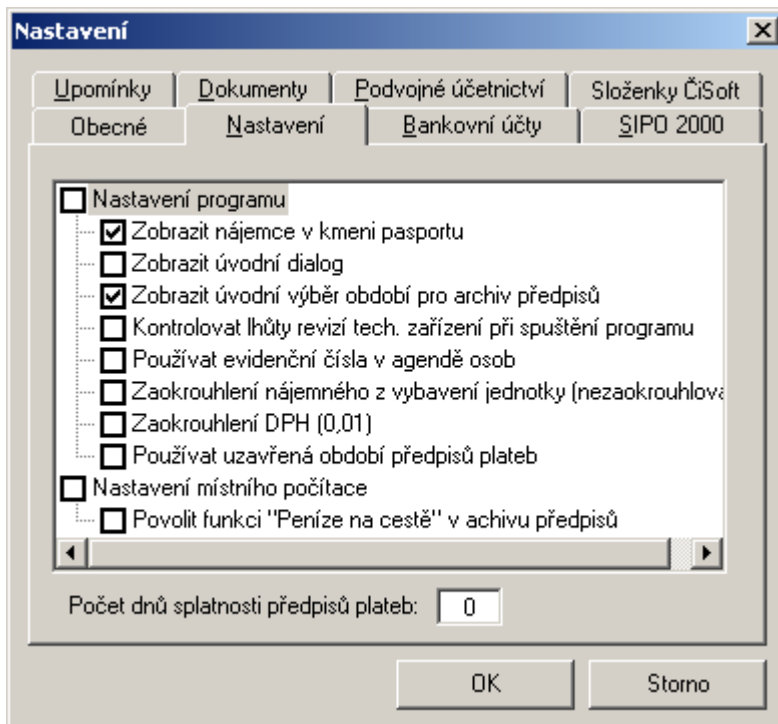 Nastavení
Upomínky Dokumenty Podvojné účetnictví Složenky ČiSoft
Obecné Nastavení Bankovní účty SIPO 2000
Nastavení programu
Zobrazit nájemce v kmeni pasportu
Zobrazit úvodní dialog
Zobrazit úvodní výběr období pro archiv předpisů
Kontrolovat lhůty revizí tech. zařízení při spuštění programu
Používat evidenční čísla v agendě osob
Zaokrouhlení nájemného z vybavení jednotky (nezaokrouhlova
Zaokrouhlení DPH (0,01)
Používat uzavřená období předpisů plateb
Nastavení místního počítace
Povolit funkci "Peníze na cestě" v achivu předpisů
Počet dnů splatnosti předpisů plateb: 0
OK Storno